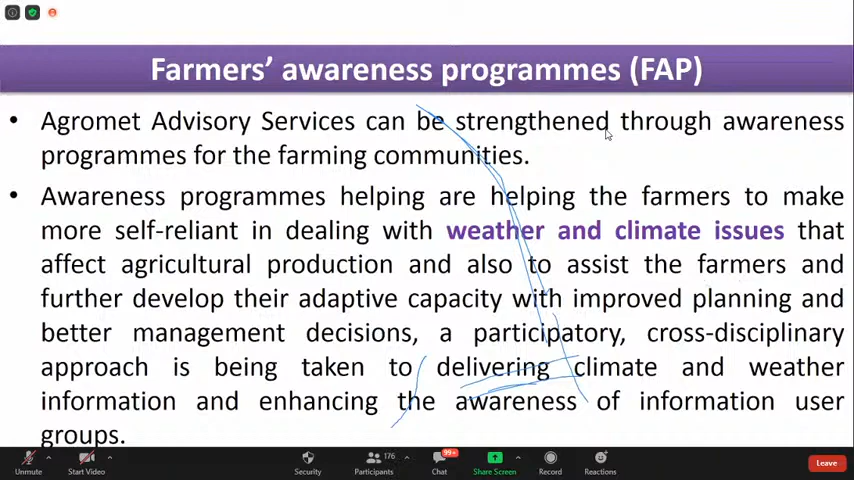 Farmers' awareness programmes (FAP)
• Agromet Advisory Services can be strengthened through awareness
programmes for the farming communities.
• Awareness programmes helping are helping the farmers to make
more self-reliant in dealing with weather and climate issues that
affect agricultural production and also to assist the farmers and
further develop their adaptive capacity with improved planning and
better management decisions, a participatory, cross-disciplinary
approach is being taken to delivering climate and weather
information and enhancing the awareness of information user
groups.
Unmute
Start Video
Security
Participants
176
Chat
99+
Share Screen
Record
Reactions
Leave